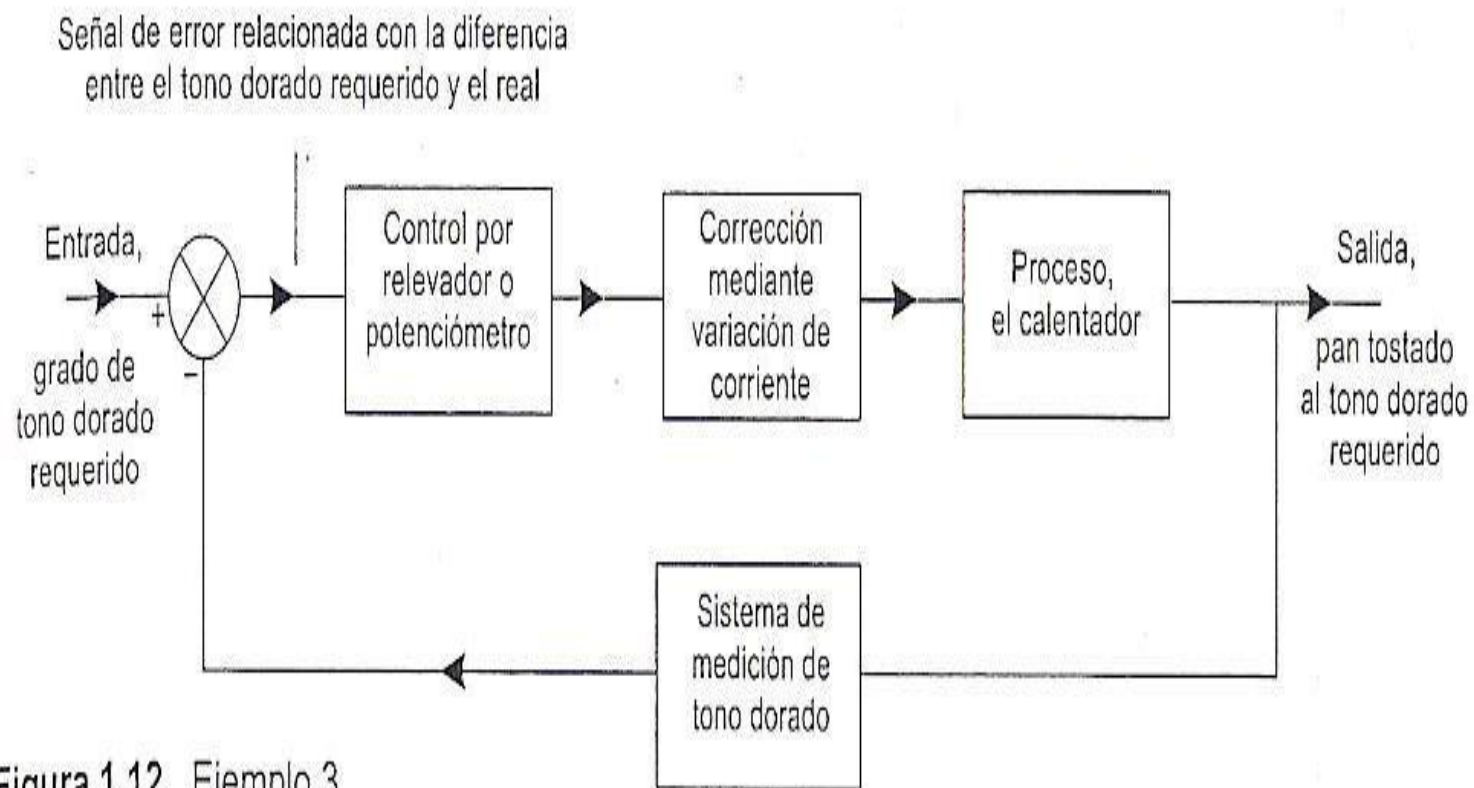 Señal de error relacionada con la diferencia
entre el tono dorado requerido y el real
Entrada,
+
−
grado de
tono dorado
requerido
Control por
relevador o
potenciómetro
Corrección
mediante
variación de
corriente
Proceso,
el calentador
Salida,
pan tostado
al tono dorado
requerido
Sistema de
medición de
tono dorado
Figura 1.12 Ejemplo 3